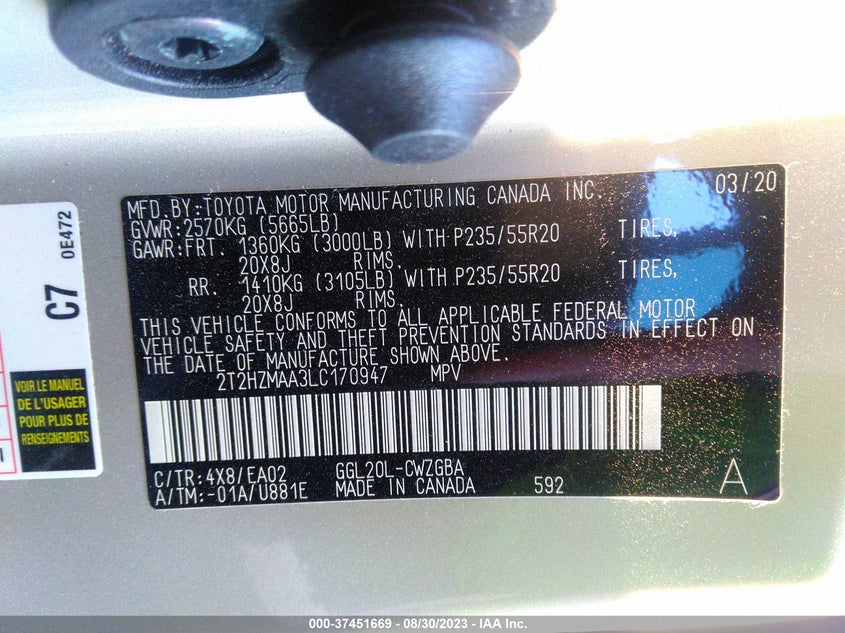 MFD.BY:TOYOTA MOTOR MANUFACTURING CANADA INC. 03/20
GVWR:2570KG (5665LB)
GAWR:FRT. 1360KG (3000LB) WITH P235/55R20 TIRES,
20X8J RIMS.
RR. 1410KG (3105LB) WITH P235/55R20 TIRES,
20X8J RIMS.
THIS VEHICLE CONFORMS TO ALL APPLICABLE FEDERAL MOTOR
VEHICLE SAFETY AND THEFT PREVENTION STANDARDS IN EFFECT ON
THE DATE OF MANUFACTURE SHOWN ABOVE.
2T2HZMAA3LC170947 MPV
C/TR:4X8/EA02 GGL20L-CWZGBA
A/TM:-01A/U881E MADE IN CANADA 592 A
C7 0E472
VOIR LE MANUEL
DE L'USAGER
POUR PLUS DE
RENSEIGNEMENTS
000-37451669 - 08/30/2023 - IAA Inc.